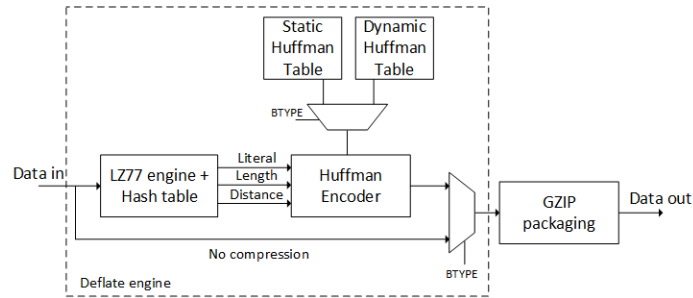 Static
Huffman
Table
Dynamic
Huffman
Table
BTYPE
Data in
LZ77 engine +
Hash table
Literal
Length
Distance
Huffman
Encoder
GZIP
packaging
Data out
No compression
BTYPE
Deflate engine